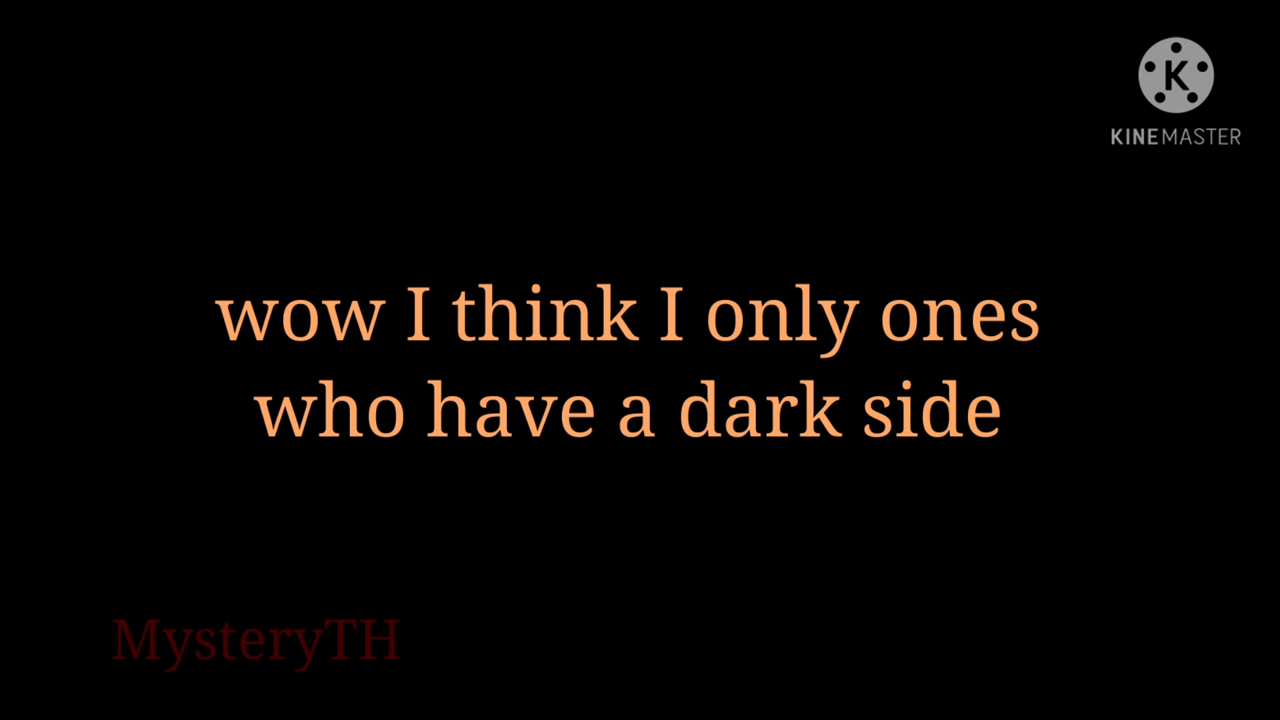 K
KINEMASTER
wow I think I only ones
who have a dark side
MysteryTH